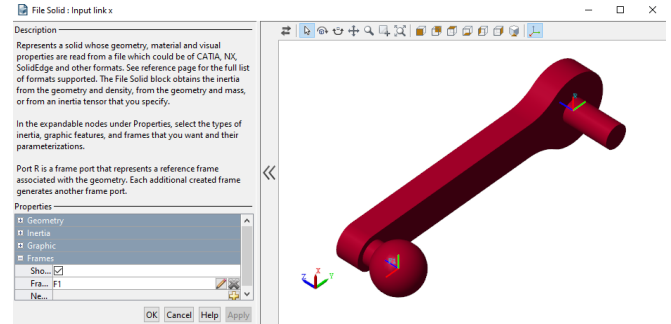 File Solid : Input link x
Description
Represents a solid whose geometry, material and visual
properties are read from a file which could be of CATIA, NX,
SolidEdge and other formats. See reference page for the full list
of formats supported. The File Solid block obtains the inertia
from the geometry and density, from the geometry and mass,
or from an inertia tensor that you specify.
In the expandable nodes under Properties, select the types of
inertia, graphic features, and frames that you want and their
parameterizations.
Port R is a frame port that represents a reference frame
associated with the geometry. Each additional created frame
generates another frame port.
Properties
Geometry
Inertia
Graphic
Frames
Sho...
Fra... F1
Ne...
OK Cancel Help Apply
R
Z X Y